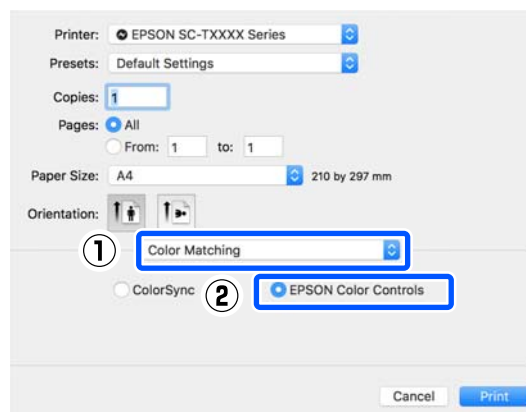 Printer: EPSON SC-TXXXX Series
Presets: Default Settings
Copies: 1
Pages: All
From: 1 to: 1
Paper Size: A4 210 by 297 mm
Orientation:
1 Color Matching
ColorSync 2 EPSON Color Controls
Cancel Print